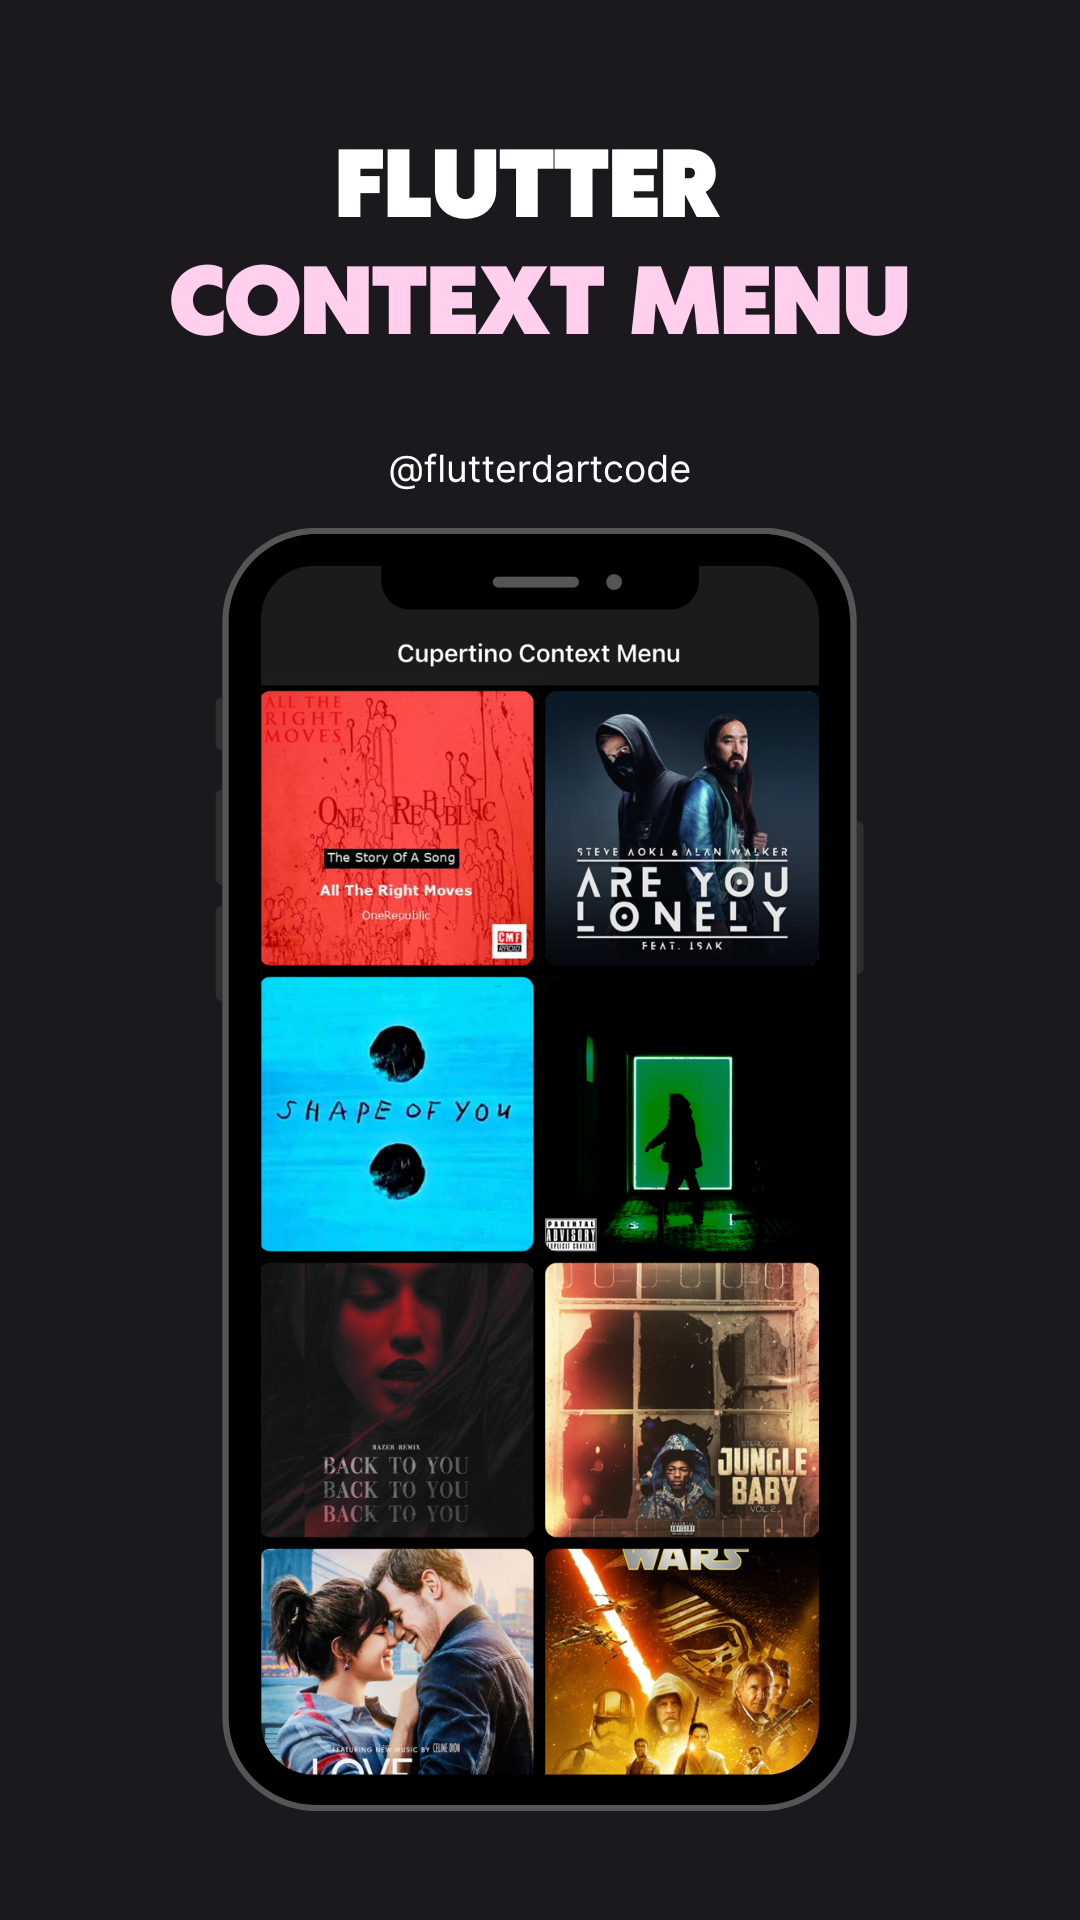 FLUTTER
CONTEXT MENU
@flutterdartcode
Cupertino Context Menu
ALL THE
RIGHT
MOVES
ONE REPUBLIC
The Story Of A Song
All The Right Moves
OneRepublic
CMF
RADIO
STEVE AOKI & ALAN WALKER
ARE YOU
LONELY
FEAT. ISAK
SHAPE OF YOU
PARENTAL
ADVISORY
EXPLICIT CONTENT
RAZER REMIX
BACK TO YOU
BACK TO YOU
BACK TO YOU
JUNGLE
BABY
VOL. 2
WARS
FEATURING NEW MUSIC BY CELINE DION
LOVE